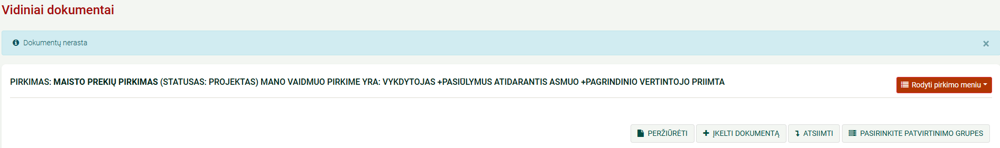 Vidiniai dokumentai
Dokumentų nerasta
×
PIRKIMAS: MAISTO PREKIŲ PIRKIMAS (STATUSAS: PROJEKTAS) MANO VAIDMUO PIRKIME YRA: VYKDYTOJAS +PASIŪLYMUS ATIDARANTIS ASMUO +PAGRINDINIO VERTINTOJO PRIIMTA
Rodyti pirkimo meniu
PERŽIŪRĖTI ĮKELTI DOKUMENTĄ ATSIIMTI PASIRINKITE PATVIRTINIMO GRUPES